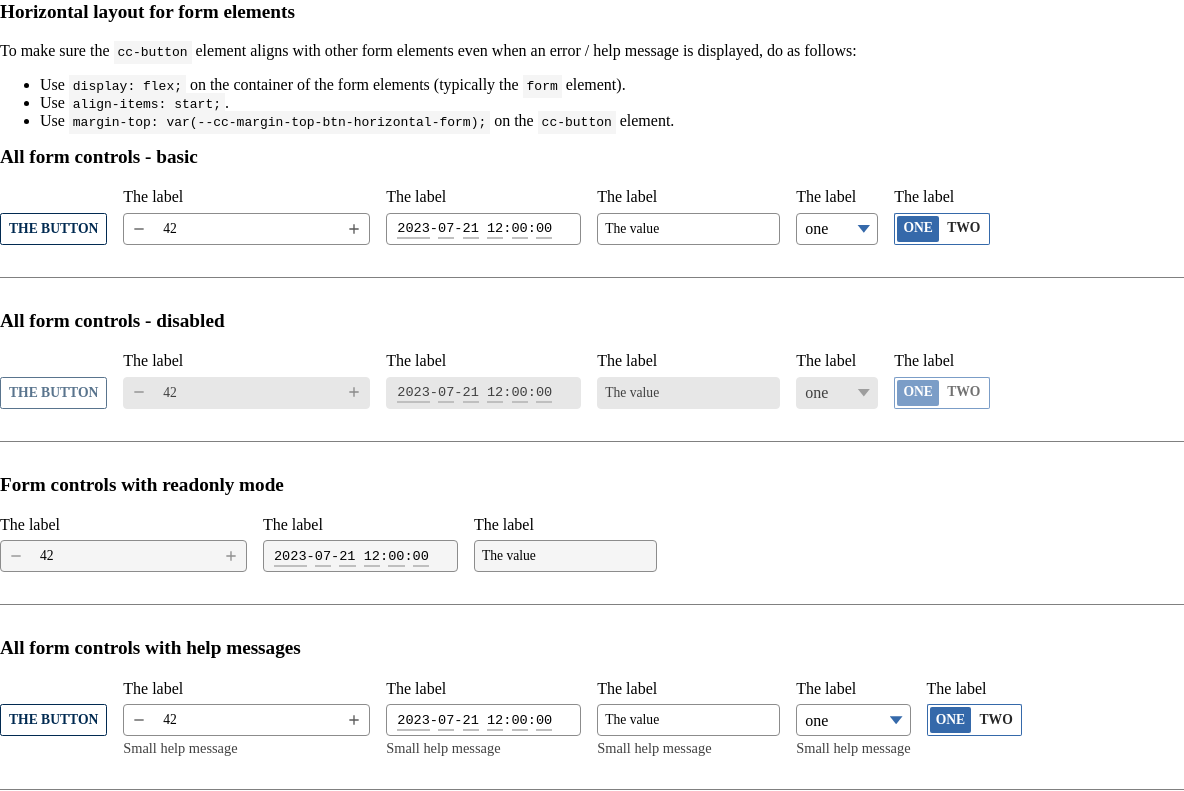 Horizontal layout for form elements
To make sure the cc-button element aligns with other form elements even when an error / help message is displayed, do as follows:
Use display: flex; on the container of the form elements (typically the form element).
Use align-items: start; .
Use margin-top: var(--cc-margin-top-btn-horizontal-form); on the cc-button element.
All form controls - basic
The label The label The label The label The label
THE BUTTON 42 2023-07-21 12:00:00 The value one ONE TWO
All form controls - disabled
The label The label The label The label The label
THE BUTTON 42 2023-07-21 12:00:00 The value one ONE TWO
Form controls with readonly mode
The label The label The label
42 2023-07-21 12:00:00 The value
All form controls with help messages
The label The label The label The label The label
THE BUTTON 42 2023-07-21 12:00:00 The value one ONE TWO
Small help message Small help message Small help message Small help message